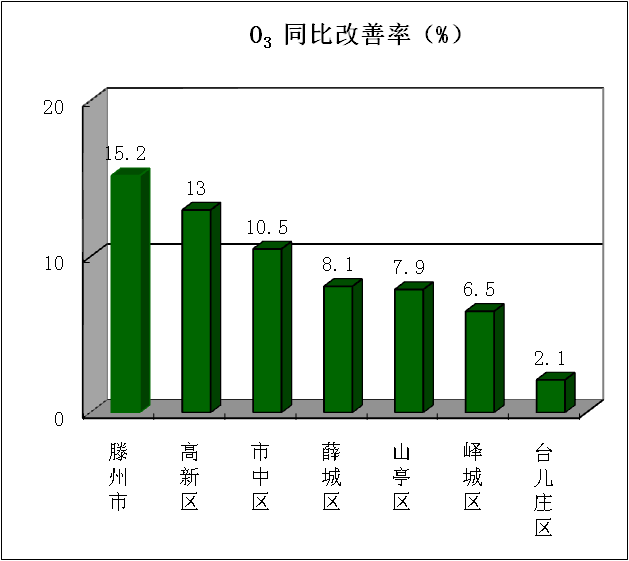 O₃ 同比改善率（%）
20
10
0
15.2
13
10.5
8.1
7.9
6.5
2.1
滕州市
高新区
市中区
薛城区
山亭区
峄城区
台儿庄区